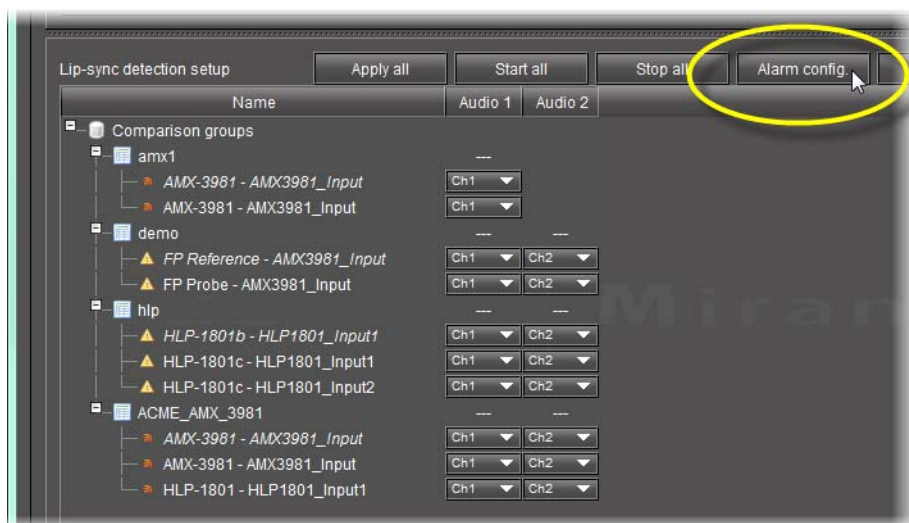 Lip-sync detection setup Apply all Start all Stop all Alarm config.
Name Audio 1 Audio 2
Comparison groups
amx1 ---
AMX-3981 - AMX3981_Input Ch1
AMX-3981 - AMX3981_Input Ch1
demo --- ---
FP Reference - AMX3981_Input Ch1 Ch2
FP Probe - AMX3981_Input Ch1 Ch2
hlp --- ---
HLP-1801b - HLP1801_Input1 Ch1 Ch2
HLP-1801c - HLP1801_Input1 Ch1 Ch2
HLP-1801c - HLP1801_Input2 Ch1 Ch2
ACME_AMX_3981 --- ---
AMX-3981 - AMX3981_Input Ch1 Ch2
AMX-3981 - AMX3981_Input Ch1 Ch2
HLP-1801 - HLP1801_Input1 Ch1 Ch2
Miran